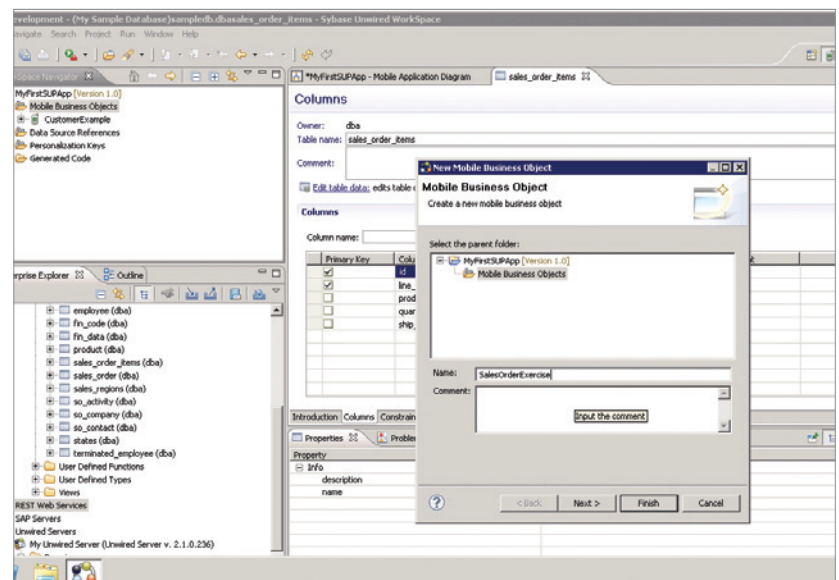 evelopment - (My Sample Database)sampledb.dbasales_order_items - Sybase Unwired WorkSpace
avigate Search Project Run Window Help
*MyFirstSUPApp - Mobile Application Diagram
sales_order_items
MyFirstSUPApp [Version 1.0]
Mobile Business Objects
CustomerExample
Data Source References
Personalization Keys
Generated Code
Columns
Owner: dba
Table name: sales_order_items
Comment:
Edit table data: edits table
Columns
Column name:
Primary Key
id
line_
prod
quan
ship_
New Mobile Business Object
Mobile Business Object
Create a new mobile business object
Select the parent folder:
MyFirstSUPApp [Version 1.0]
Mobile Business Objects
Name: SalesOrderExercise
Comment:
Input the comment
< Back Next > Finish Cancel
rprise Explorer Outline
employee (dba)
fin_code (dba)
fin_data (dba)
product (dba)
sales_order_items (dba)
sales_order (dba)
sales_regions (dba)
so_activity (dba)
so_company (dba)
so_contact (dba)
states (dba)
terminated_employee (dba)
User Defined Functions
User Defined Types
Views
REST Web Services
SAP Servers
Unwired Servers
My Unwired Server (Unwired Server v. 2.1.0.236)
Introduction Columns Constrain
Properties Problem
Property
Info
description
name